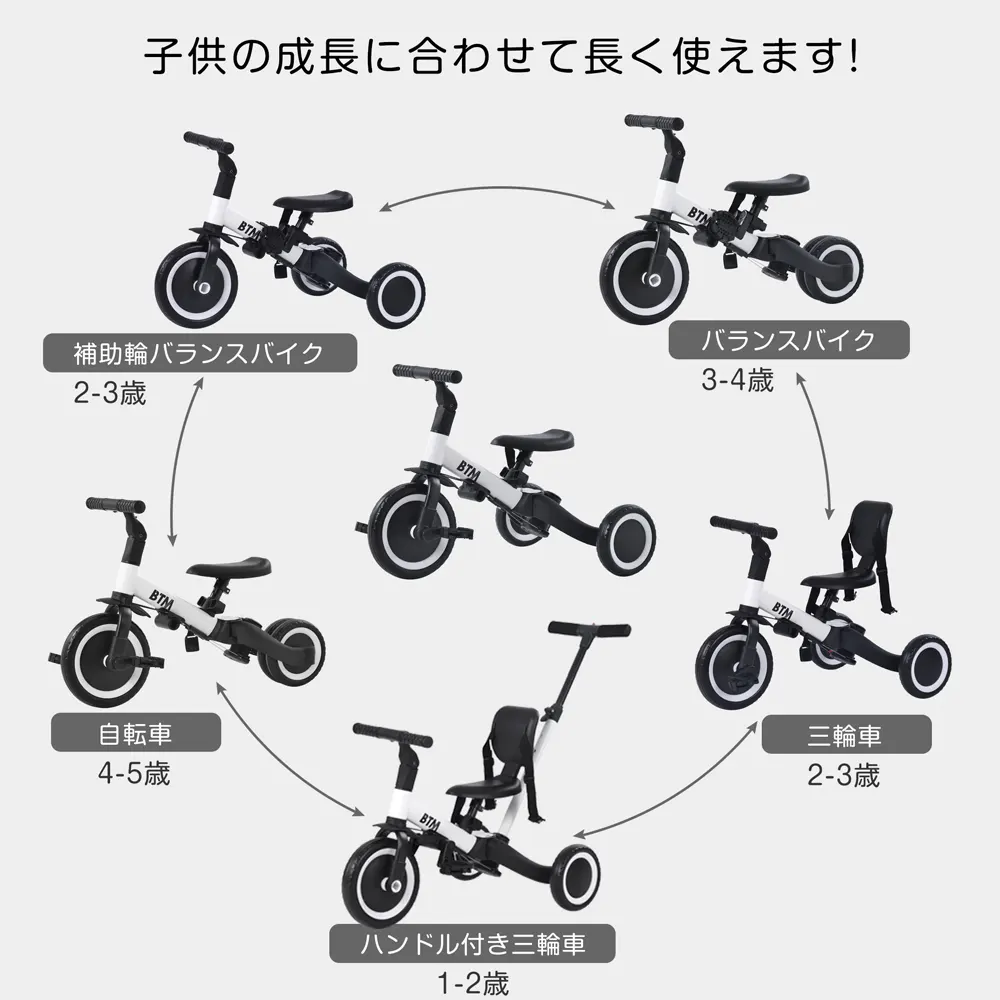 子供の成長に合わせて長く使えます!
BTM
補助輪バランスバイク
2-3歳
BTM
バランスバイク
3-4歳
BTM
BTM
自転車
4-5歳
BTM
三輪車
2-3歳
BTM
ハンドル付き三輪車
1-2歳